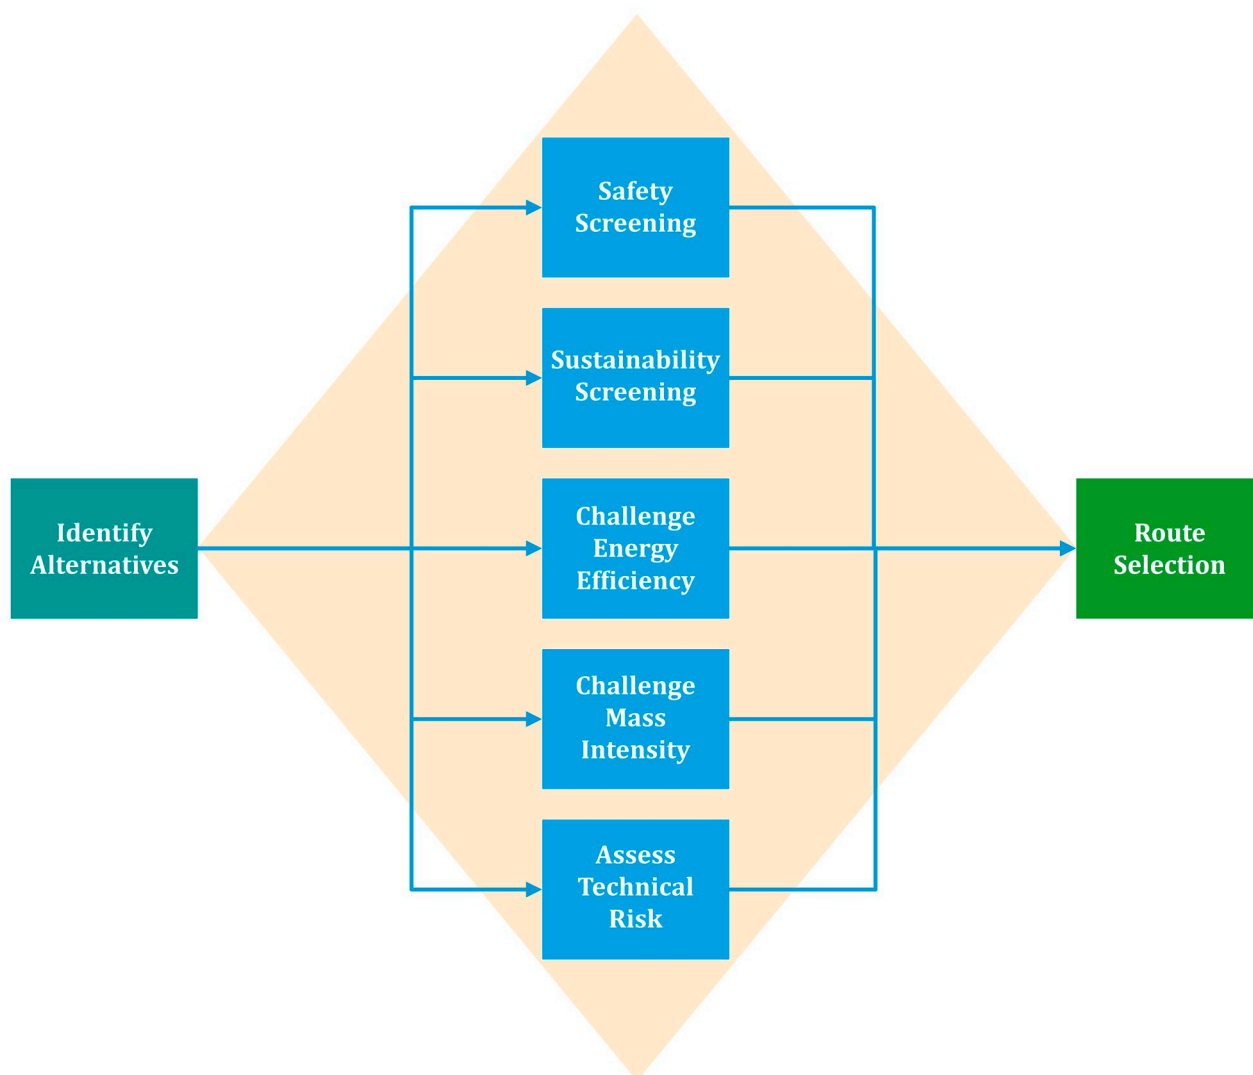 Identify
Alternatives
Safety
Screening
Sustainability
Screening
Challenge
Energy
Efficiency
Challenge
Mass
Intensity
Assess
Technical
Risk
Route
Selection